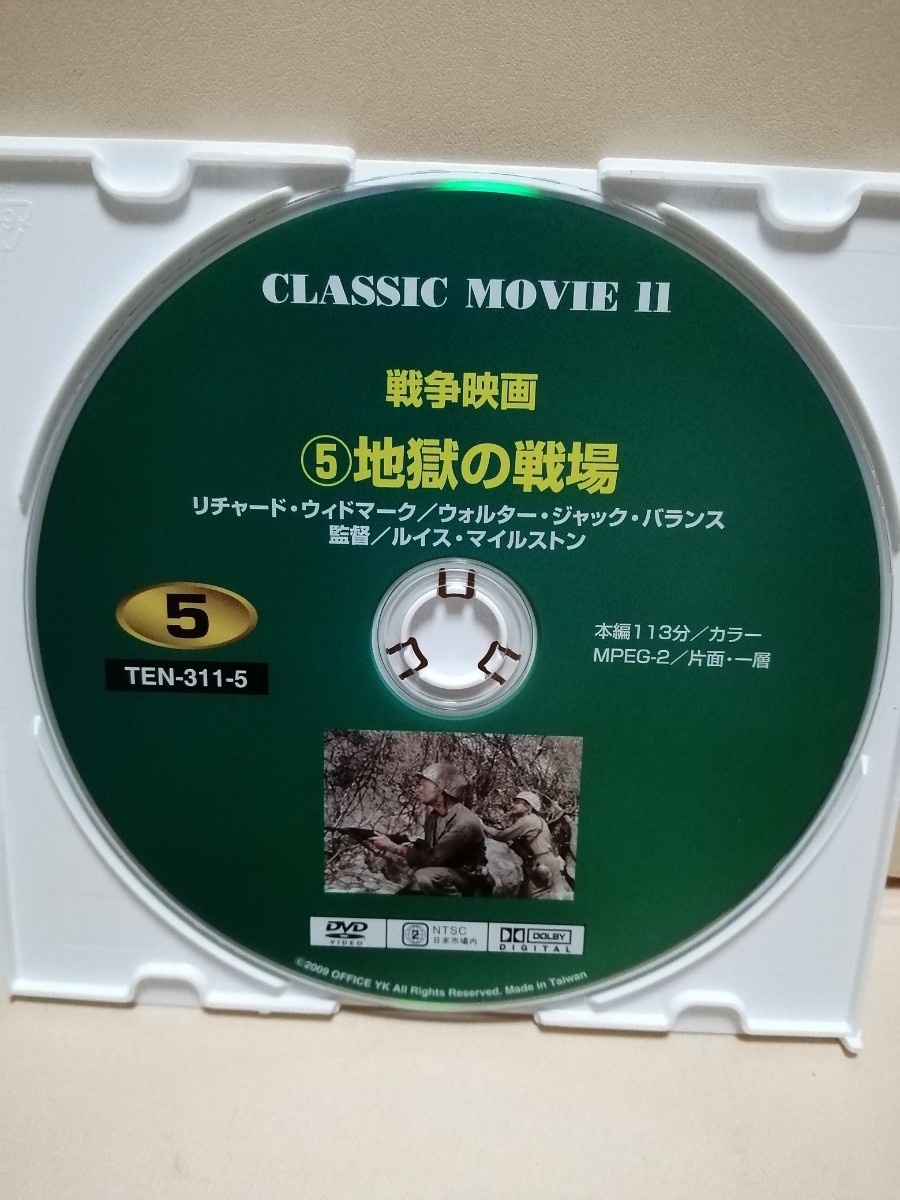 CLASSIC MOVIE 11
戦争映画
⑤地獄の戦場
リチャード・ウィドマーク／ウォルター・ジャック・パランス
監督／ルイス・マイルストン
5
TEN-311-5
本編113分／カラー
MPEG-2／片面・一層
DVD
VIDEO
2
NTSC
日本市場内
DOLBY
DIGITAL
©2009 OFFICE YK All Rights Reserved. Made in Taiwan